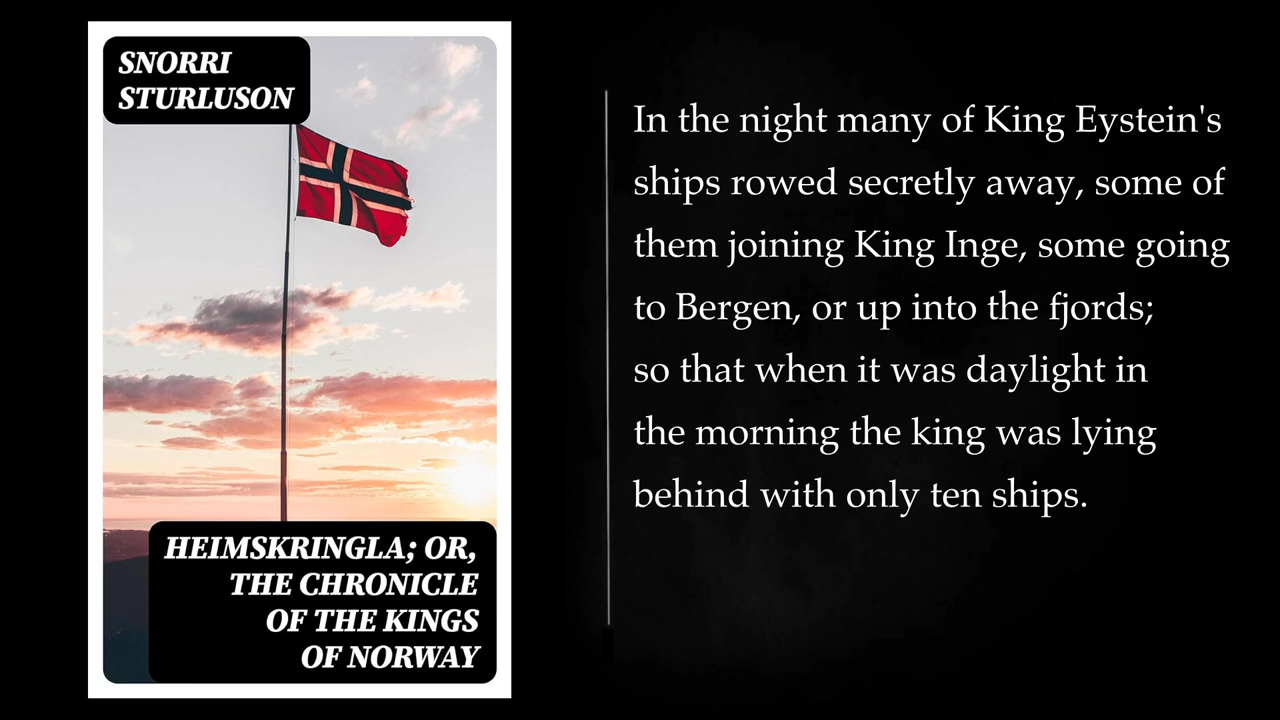 SNORRI
STURLUSON
HEIMSKRINGLA; OR,
THE CHRONICLE
OF THE KINGS
OF NORWAY
In the night many of King Eystein's
ships rowed secretly away, some of
them joining King Inge, some going
to Bergen, or up into the fjords;
so that when it was daylight in
the morning the king was lying
behind with only ten ships.